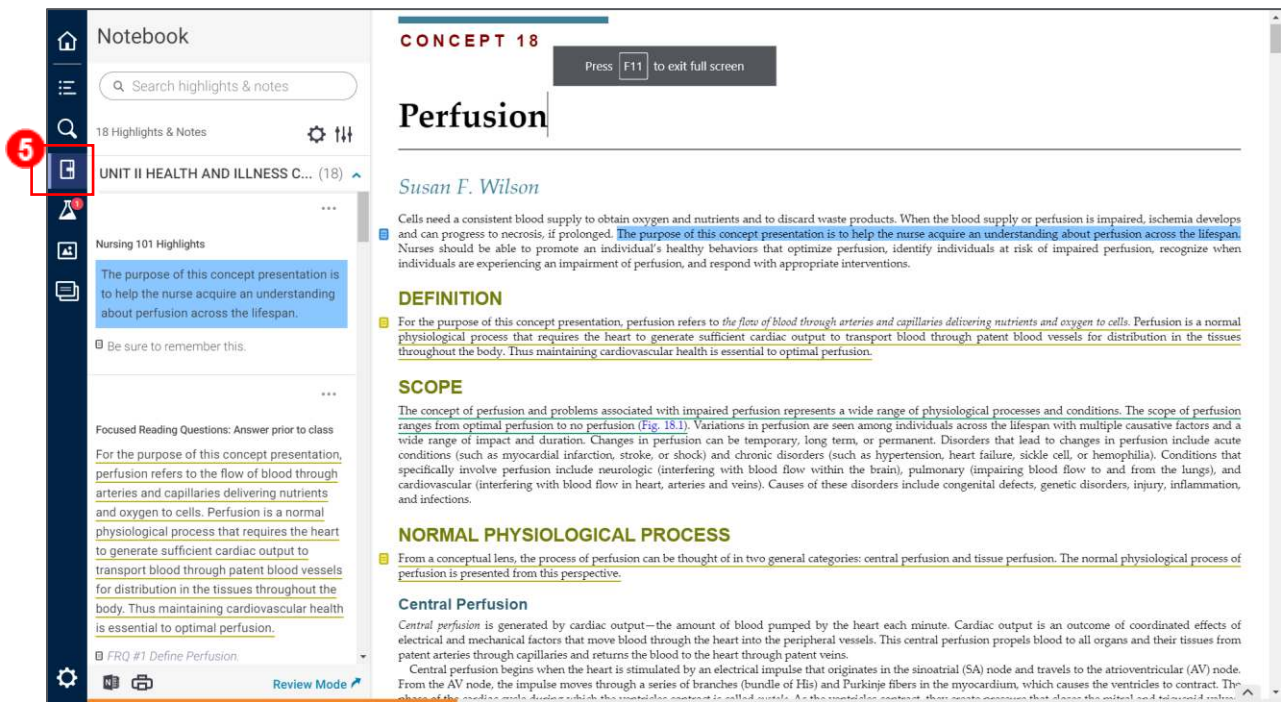 5
1
Notebook
Search highlights & notes
18 Highlights & Notes
UNIT II HEALTH AND ILLNESS C... (18)
Nursing 101 Highlights
The purpose of this concept presentation is
to help the nurse acquire an understanding
about perfusion across the lifespan.
Be sure to remember this.
Focused Reading Questions: Answer prior to class
For the purpose of this concept presentation,
perfusion refers to the flow of blood through
arteries and capillaries delivering nutrients
and oxygen to cells. Perfusion is a normal
physiological process that requires the heart
to generate sufficient cardiac output to
transport blood through patent blood vessels
for distribution in the tissues throughout the
body. Thus maintaining cardiovascular health
is essential to optimal perfusion.
FRQ #1 Define Perfusion.
Review Mode
CONCEPT 18
Press F11 to exit full screen
Perfusion
Susan F. Wilson
Cells need a consistent blood supply to obtain oxygen and nutrients and to discard waste products. When the blood supply or perfusion is impaired, ischemia develops
and can progress to necrosis, if prolonged. The purpose of this concept presentation is to help the nurse acquire an understanding about perfusion across the lifespan.
Nurses should be able to promote an individual's healthy behaviors that optimize perfusion, identify individuals at risk of impaired perfusion, recognize when
individuals are experiencing an impairment of perfusion, and respond with appropriate interventions.
DEFINITION
For the purpose of this concept presentation, perfusion refers to the flow of blood through arteries and capillaries delivering nutrients and oxygen to cells. Perfusion is a normal
physiological process that requires the heart to generate sufficient cardiac output to transport blood through patent blood vessels for distribution in the tissues
throughout the body. Thus maintaining cardiovascular health is essential to optimal perfusion.
SCOPE
The concept of perfusion and problems associated with impaired perfusion represents a wide range of physiological processes and conditions. The scope of perfusion
ranges from optimal perfusion to no perfusion (Fig. 18.1). Variations in perfusion are seen among individuals across the lifespan with multiple causative factors and a
wide range of impact and duration. Changes in perfusion can be temporary, long term, or permanent. Disorders that lead to changes in perfusion include acute
conditions (such as myocardial infarction, stroke, or shock) and chronic disorders (such as hypertension, heart failure, sickle cell, or hemophilia). Conditions that
specifically involve perfusion include neurologic (interfering with blood flow within the brain), pulmonary (impairing blood flow to and from the lungs), and
cardiovascular (interfering with blood flow in heart, arteries and veins). Causes of these disorders include congenital defects, genetic disorders, injury, inflammation,
and infections.
NORMAL PHYSIOLOGICAL PROCESS
From a conceptual lens, the process of perfusion can be thought of in two general categories: central perfusion and tissue perfusion. The normal physiological process of
perfusion is presented from this perspective.
Central Perfusion
Central perfusion is generated by cardiac output—the amount of blood pumped by the heart each minute. Cardiac output is an outcome of coordinated effects of
electrical and mechanical factors that move blood through the heart into the peripheral vessels. This central perfusion propels blood to all organs and their tissues from
patent arteries through capillaries and returns the blood to the heart through patent veins.
Central perfusion begins when the heart is stimulated by an electrical impulse that originates in the sinoatrial (SA) node and travels to the atrioventricular (AV) node.
From the AV node, the impulse moves through a series of branches (bundle of His) and Purkinje fibers in the myocardium, which causes the ventricles to contract. The